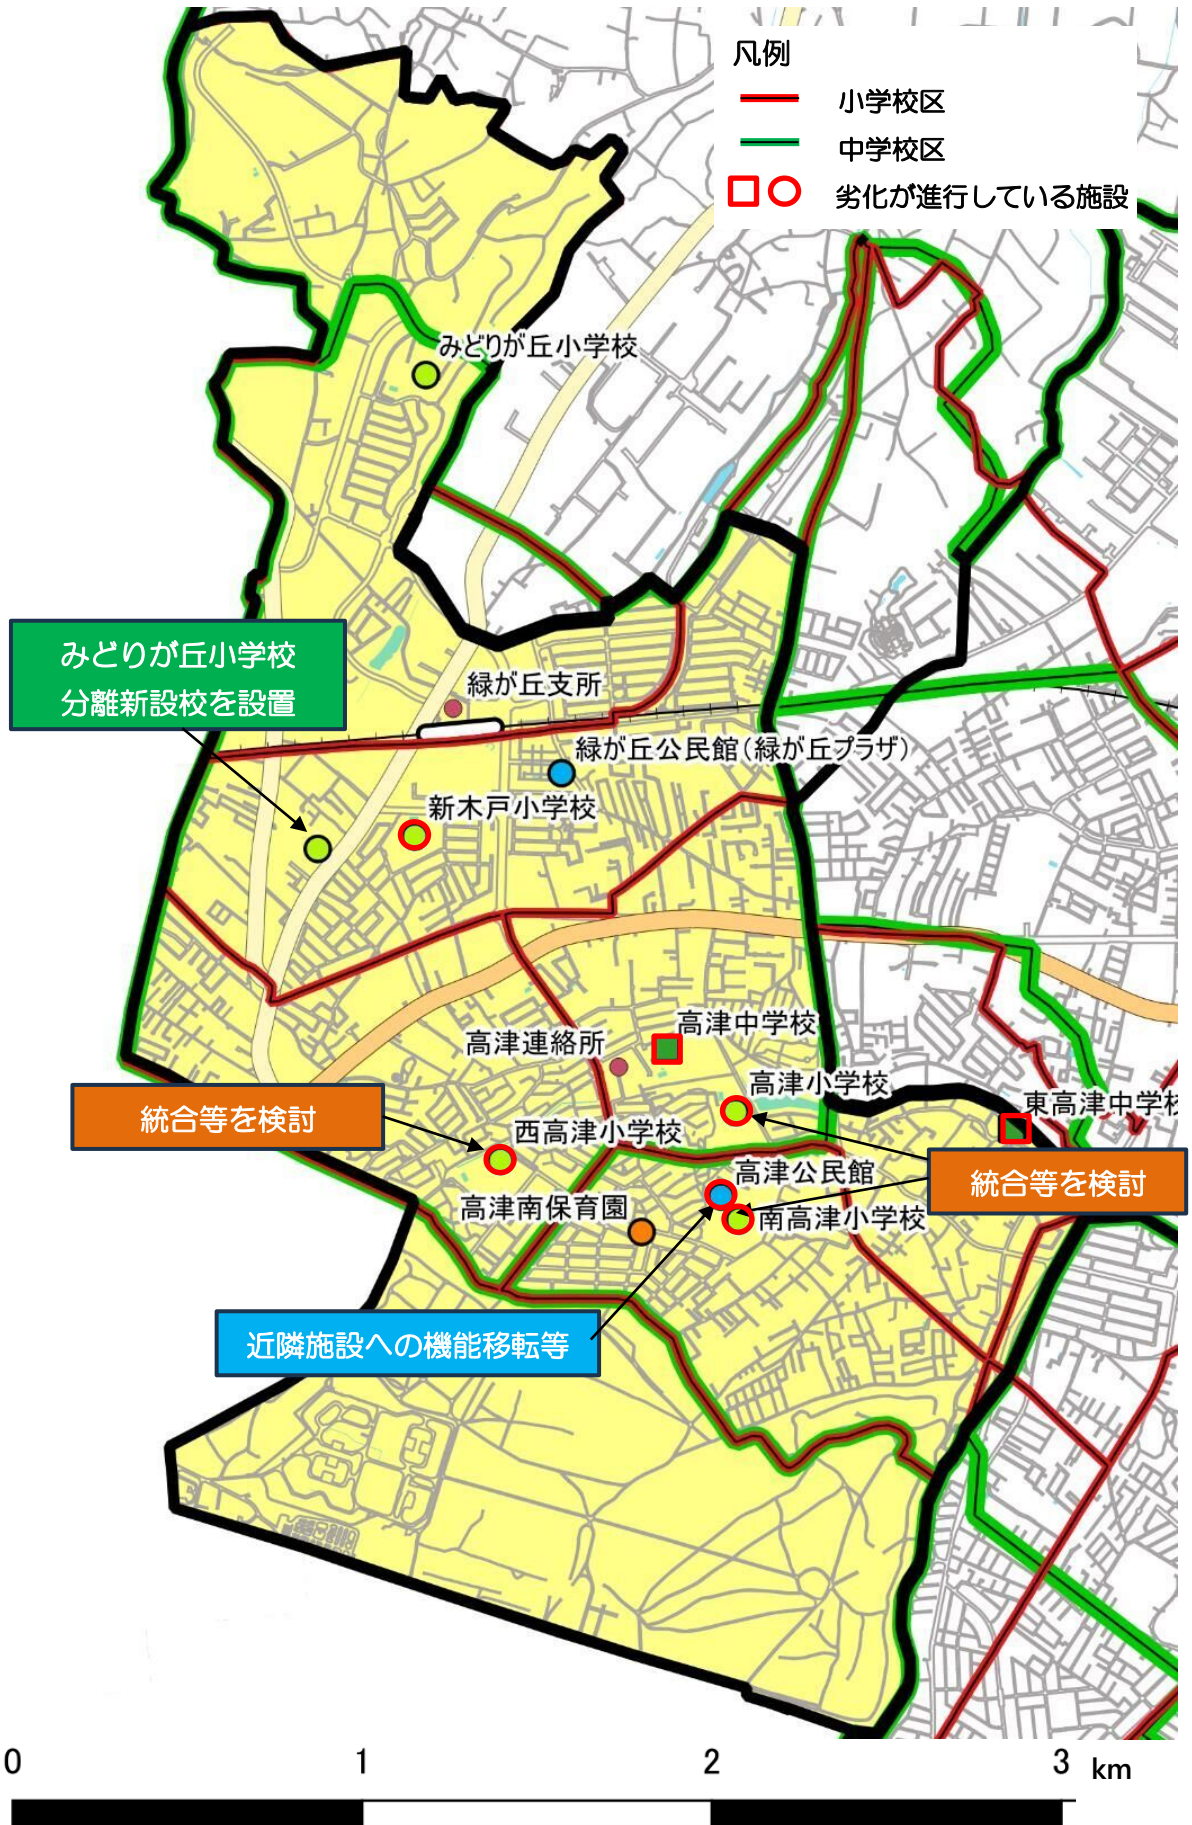 凡例
小学校区
中学校区
劣化が進行している施設
みどりが丘小学校
みどりが丘小学校
分離新設校を設置
緑が丘支所
緑が丘公民館(緑が丘プラザ)
新木戸小学校
高津中学校
高津連絡所
高津小学校
東高津中学校
統合等を検討
西高津小学校
高津公民館
統合等を検討
高津南保育園
南高津小学校
近隣施設への機能移転等
0 1 2 3 km